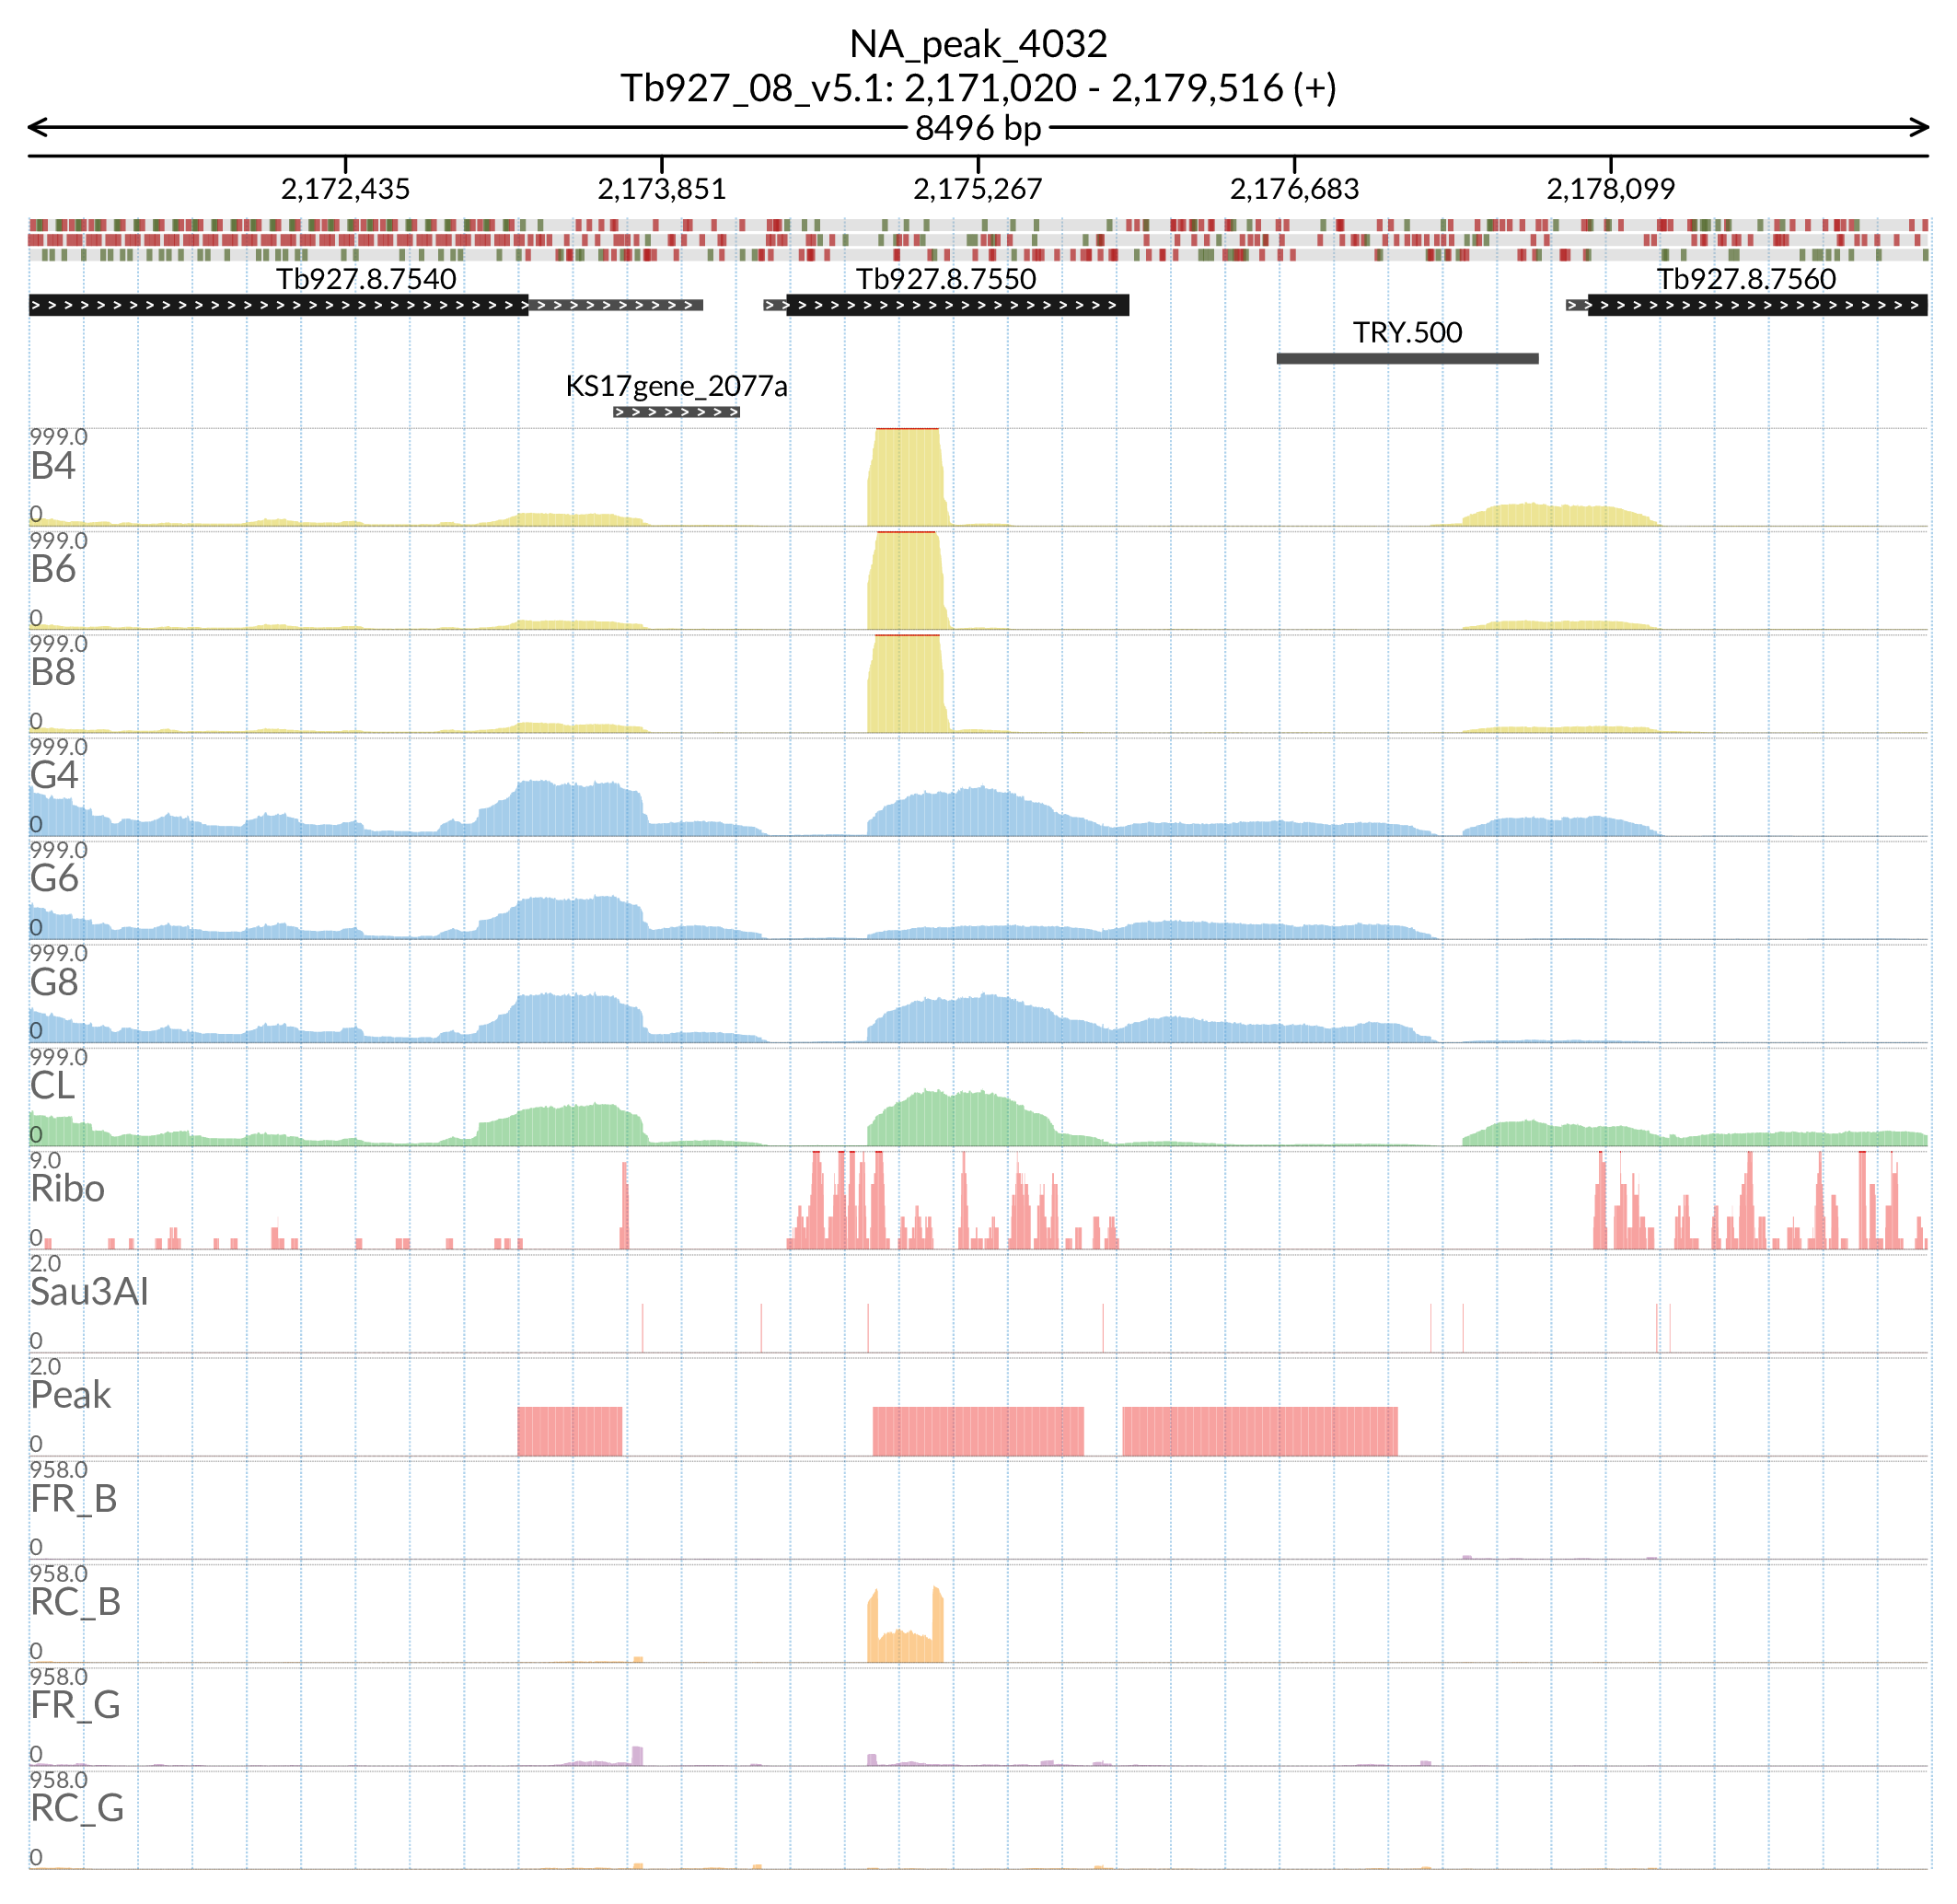 NA_peak_4032
Tb927_08_v5.1: 2,171,020 - 2,179,516 (+)
8496 bp
2,172,435 2,173,851 2,175,267 2,176,683 2,178,099
Tb927.8.7540 Tb927.8.7550 Tb927.8.7560
TRY.500
KS17gene_2077a
999.0
B4
0
999.0
B6
0
999.0
B8
0
999.0
G4
0
999.0
G6
0
999.0
G8
0
999.0
CL
0
9.0
Ribo
0
2.0
Sau3AI
0
2.0
Peak
0
958.0
FR_B
0
958.0
RC_B
0
958.0
FR_G
0
958.0
RC_G
0